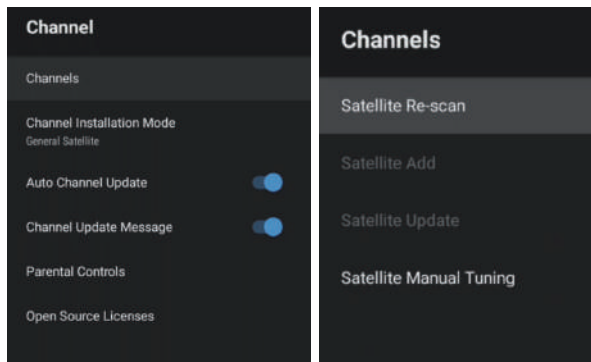 Channel
Channels
Channel Installation Mode
General Satellite
Auto Channel Update
Channel Update Message
Parental Controls
Open Source Licenses
Channels
Satellite Re-scan
Satellite Add
Satellite Update
Satellite Manual Tuning